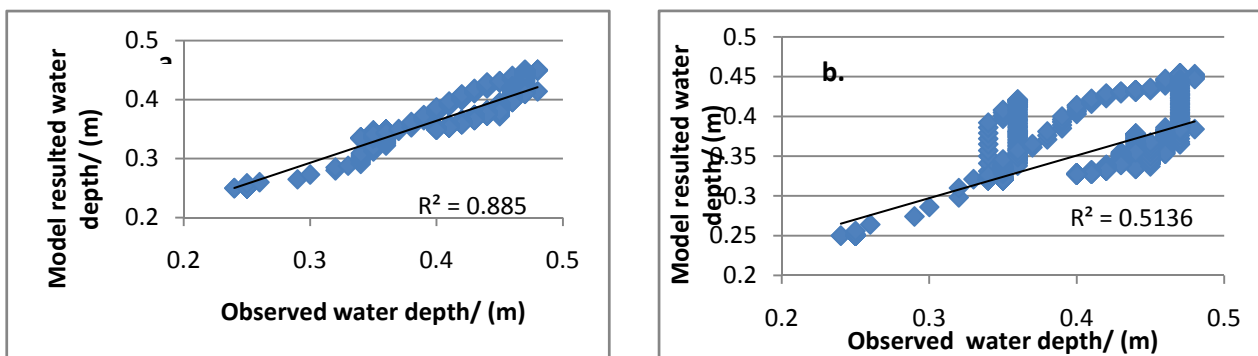 Model resulted water
depth/ (m)
0.5
0.4
0.3
0.2
R² = 0.885
0.2 0.3 0.4 0.5
Observed water depth/ (m)
Model resulted water
depth/ (m)
0.5
0.45
0.4
0.35
0.3
0.25
0.2
b.
R² = 0.5136
0.2 0.3 0.4 0.5
Observed water depth/ (m)